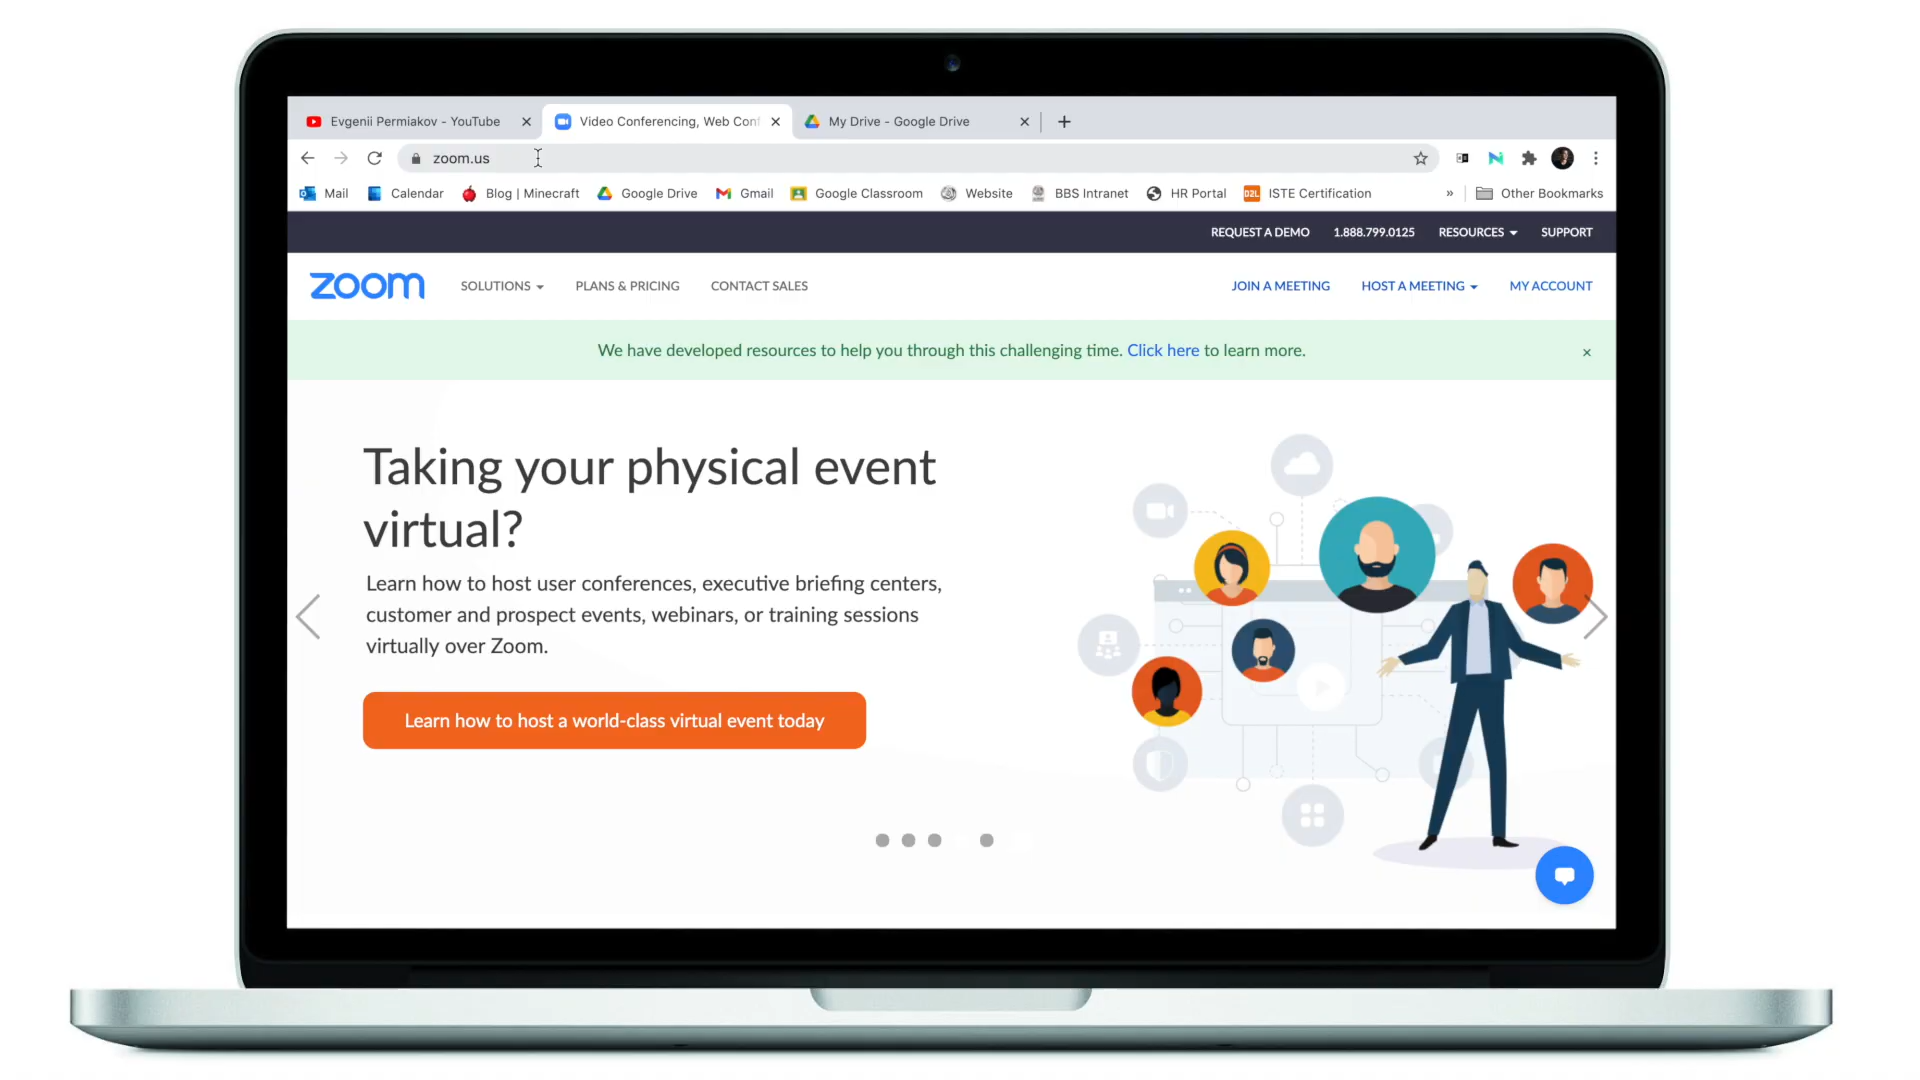 Evgenii Permiakov - YouTube
Video Conferencing, Web Conf
My Drive - Google Drive
zoom.us
Mail
Calendar
Blog | Minecraft
Google Drive
Gmail
Google Classroom
Website
BBS Intranet
HR Portal
D2L
ISTE Certification
»
Other Bookmarks
REQUEST A DEMO
1.888.799.0125
RESOURCES
SUPPORT
zoom
SOLUTIONS
PLANS & PRICING
CONTACT SALES
JOIN A MEETING
HOST A MEETING
MY ACCOUNT
We have developed resources to help you through this challenging time. Click here to learn more.
Taking your physical event
virtual?
Learn how to host user conferences, executive briefing centers,
customer and prospect events, webinars, or training sessions
virtually over Zoom.
Learn how to host a world-class virtual event today